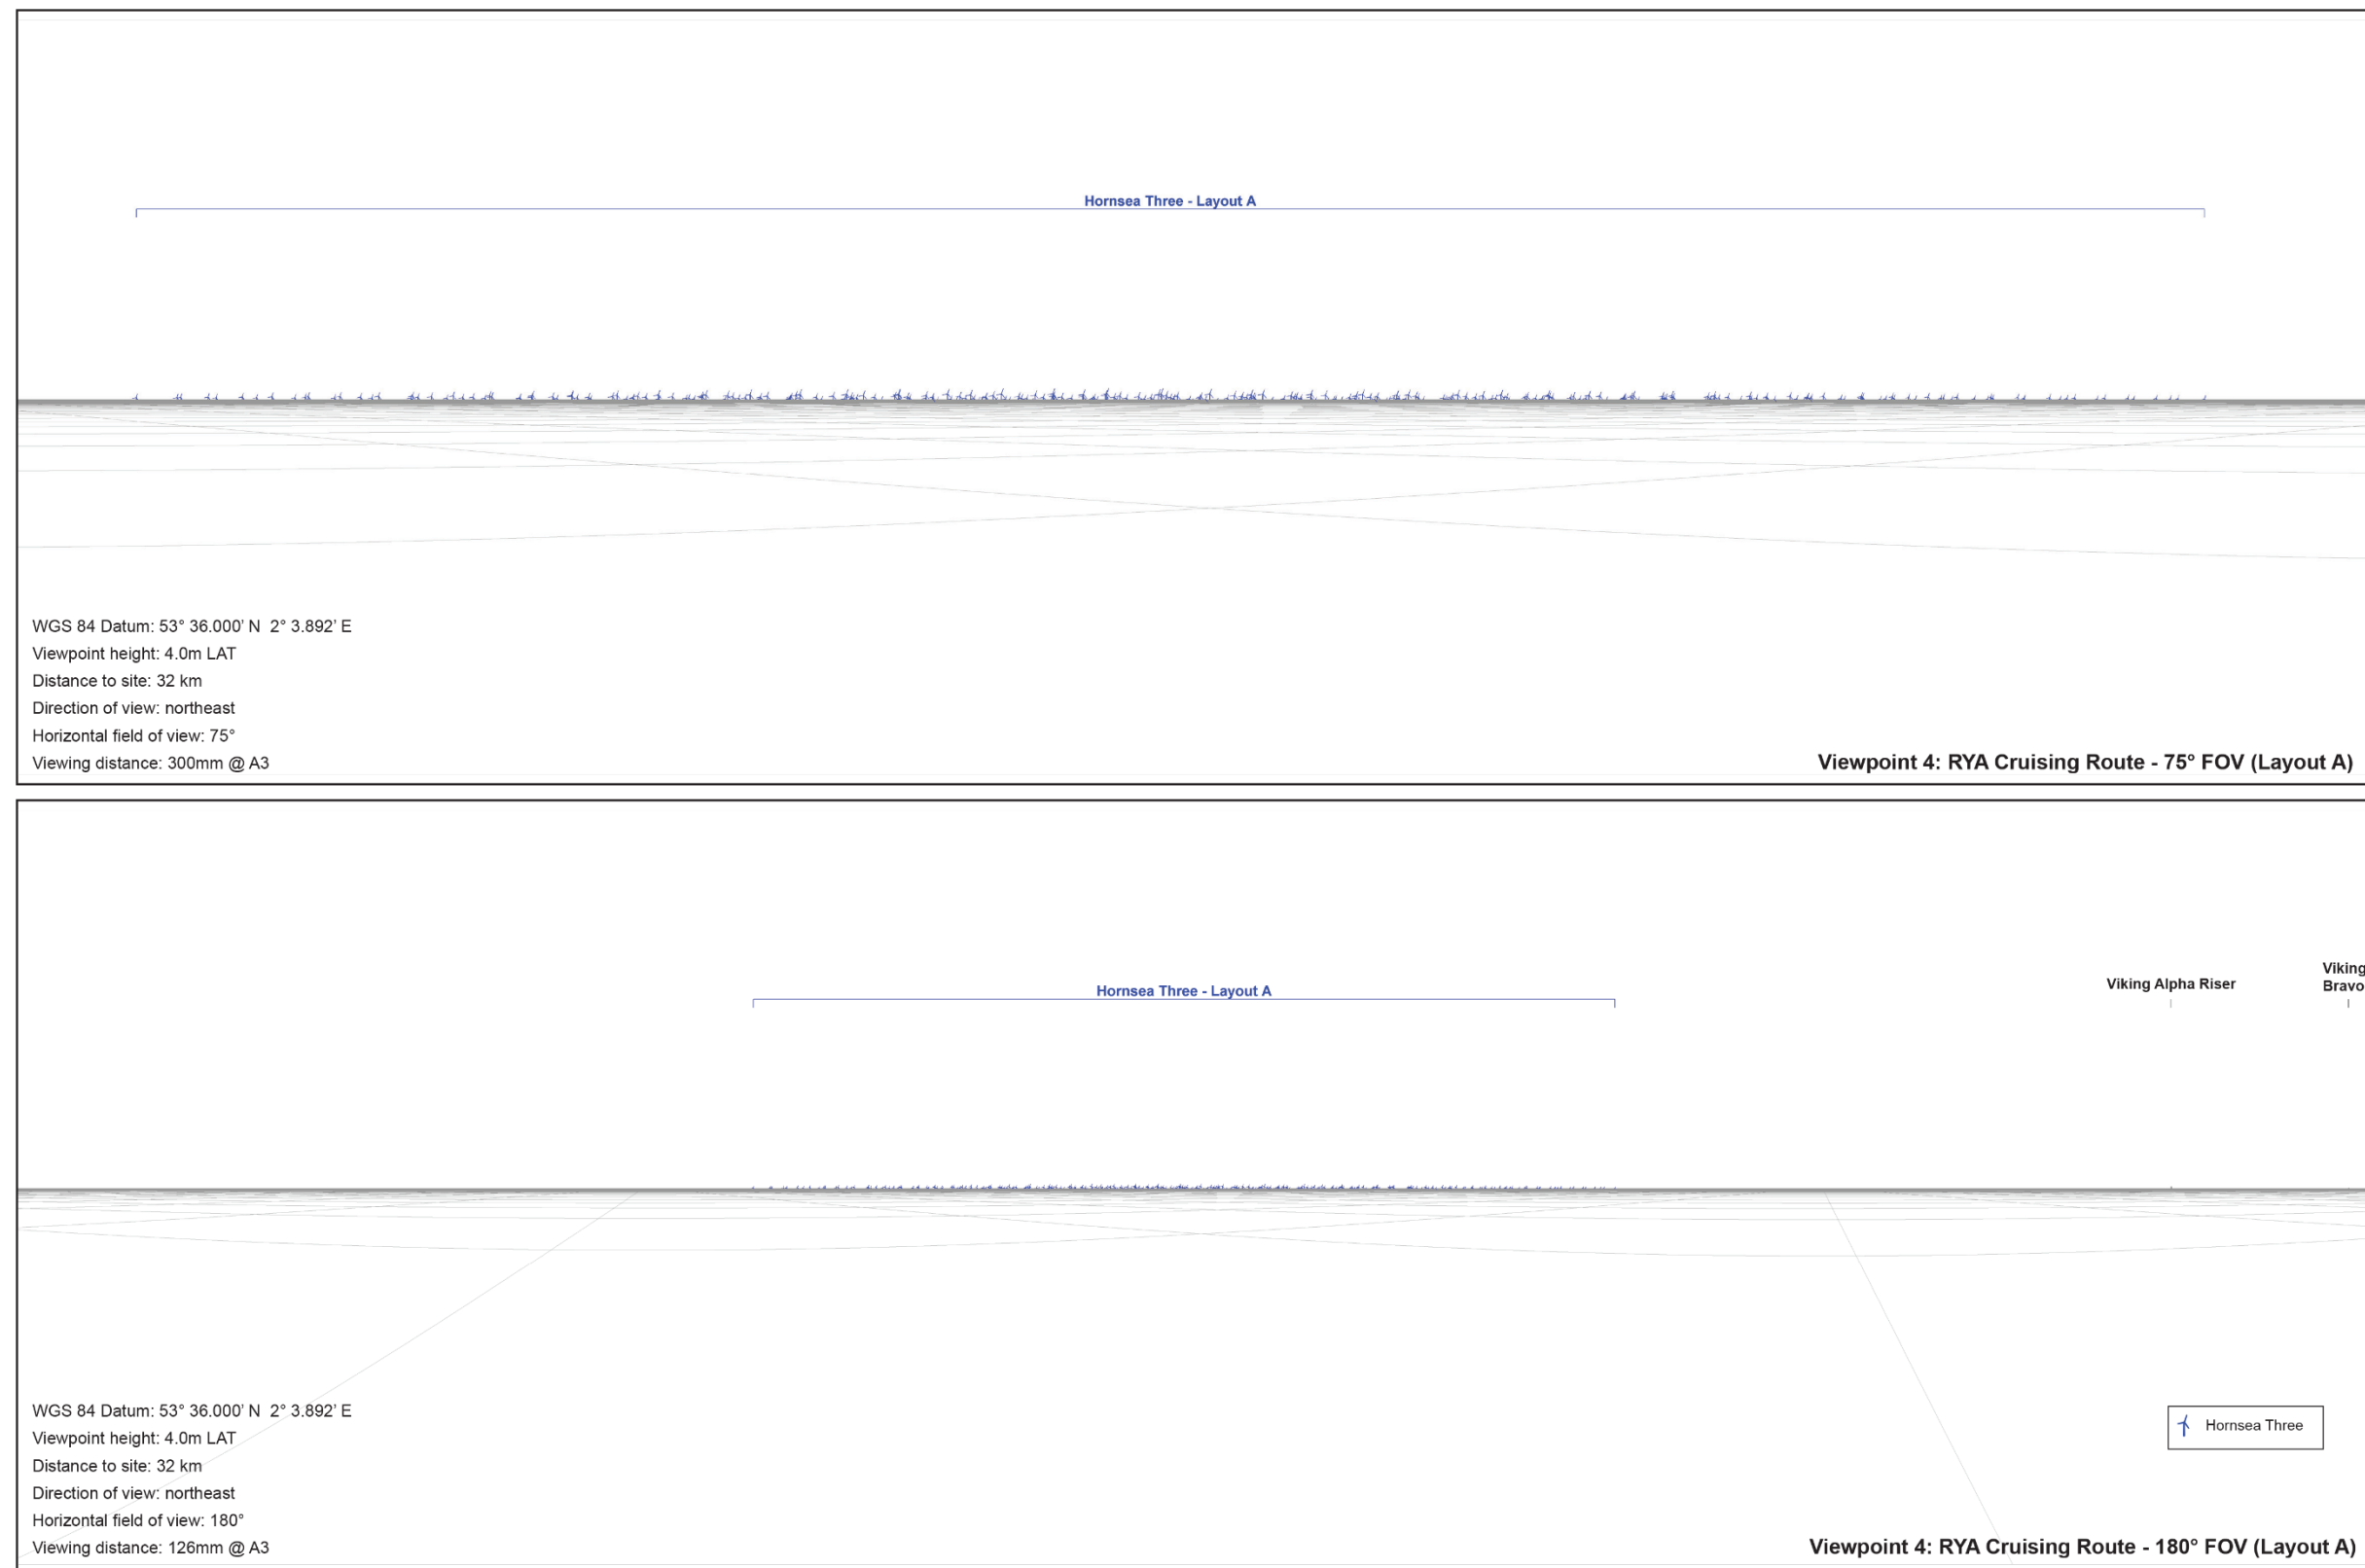 Hornsea Three - Layout A
WGS 84 Datum: 53° 36.000’ N  2° 3.892’ E
Viewpoint height: 4.0m LAT
Distance to site: 32 km
Direction of view: northeast
Horizontal field of view: 75°
Viewing distance: 300mm @ A3
Viewpoint 4: RYA Cruising Route - 75° FOV (Layout A)
Hornsea Three - Layout A
Viking Alpha Riser
Viking
Bravo
WGS 84 Datum: 53° 36.000’ N  2° 3.892’ E
Viewpoint height: 4.0m LAT
Distance to site: 32 km
Direction of view: northeast
Horizontal field of view: 180°
Viewing distance: 126mm @ A3
Hornsea Three
Viewpoint 4: RYA Cruising Route - 180° FOV (Layout A)